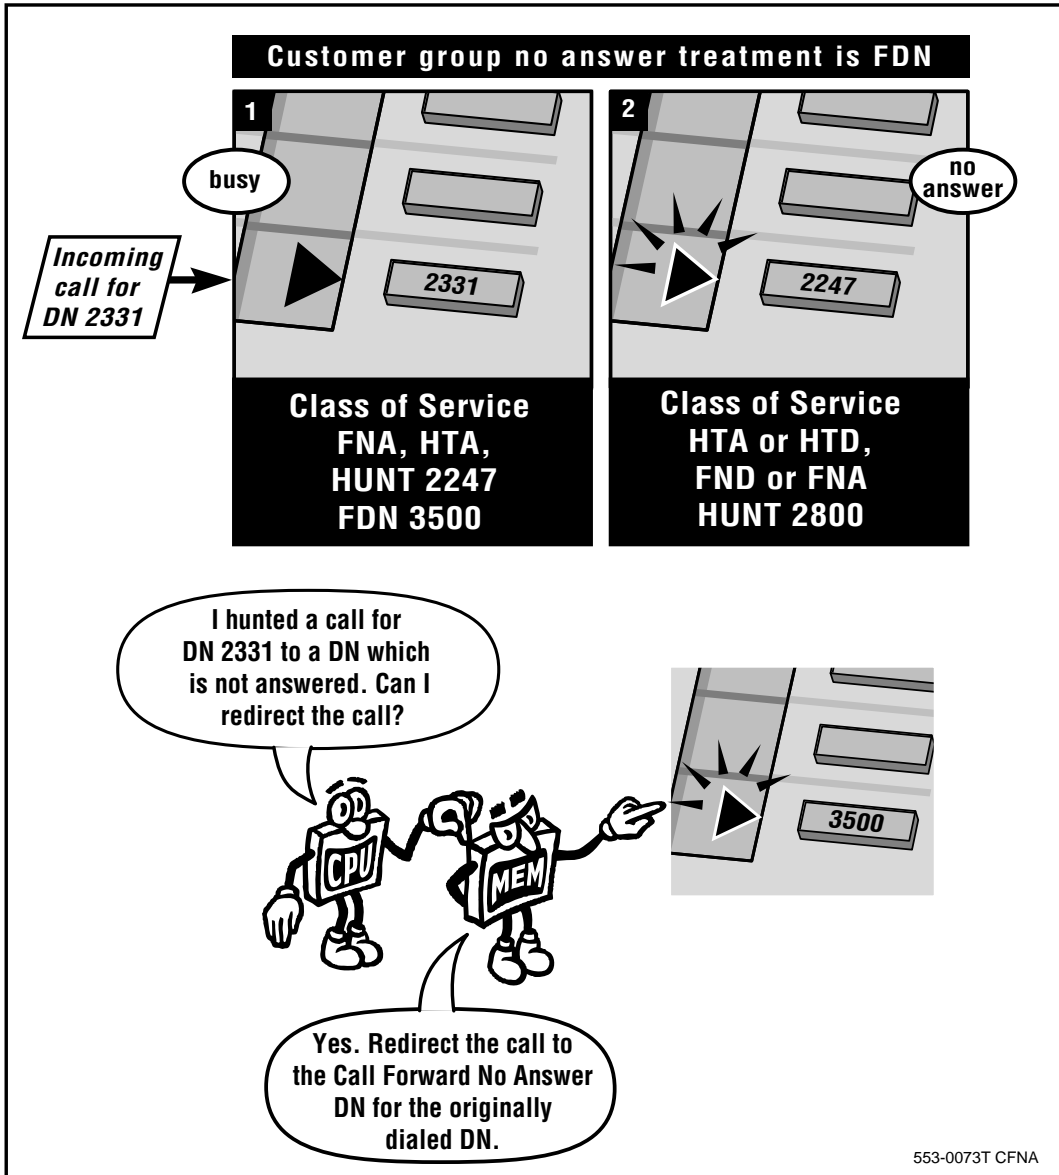 Customer group no answer treatment is FDN
1
busy
Incoming
call for
DN 2331
2331
Class of Service
FNA, HTA,
HUNT 2247
FDN 3500
2
no
answer
2247
Class of Service
HTA or HTD,
FND or FNA
HUNT 2800
I hunted a call for
DN 2331 to a DN which
is not answered. Can I
redirect the call?
CPU
MEM
3500
Yes. Redirect the call to
the Call Forward No Answer
DN for the originally
dialed DN.
553-0073T CFNA